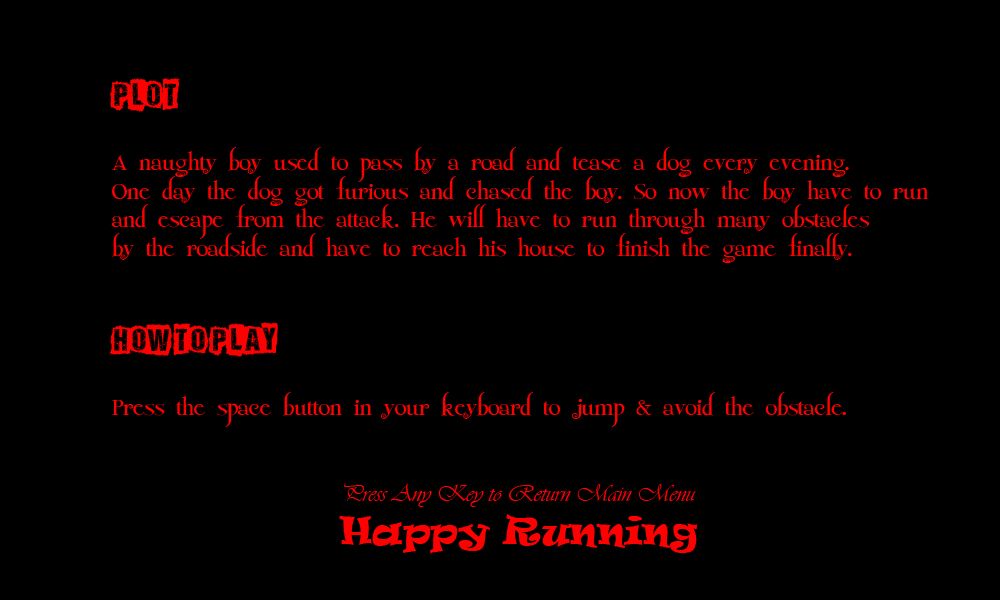 PLOT
A naughty boy used to pass by a road and tease a dog every evening.
One day the dog got furious and chased the boy. So now the boy have to run
and escape from the attack. He will have to run through many obstacles
by the roadside and have to reach his house to finish the game finally.
HOW TO PLAY
Press the space button in your keyboard to jump & avoid the obstacle.
Press Any Key to Return Main Menu
Happy Running